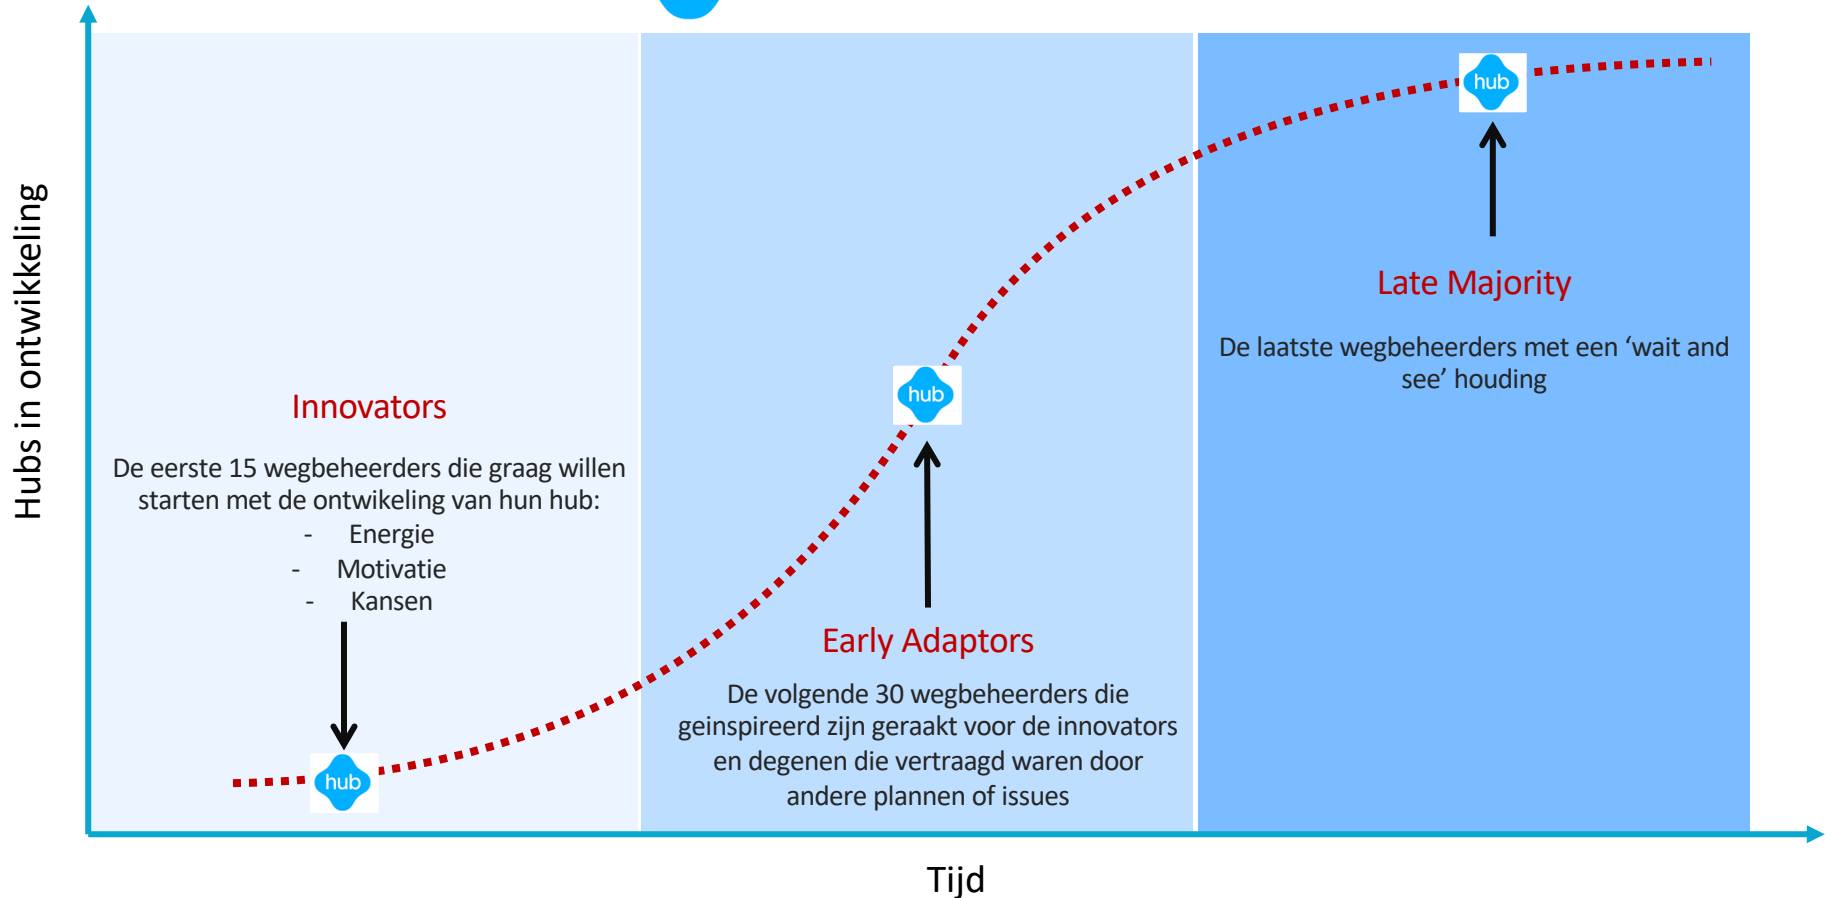 Hubs in ontwikkeling
Innovators
De eerste 15 wegbeheerders die graag willen
starten met de ontwikeling van hun hub:
- Energie
- Motivatie
- Kansen
hub
hub
Early Adaptors
De volgende 30 wegbeheerders die
geinspireerd zijn geraakt voor de innovators
en degenen die vertraagd waren door
andere plannen of issues
hub
Late Majority
De laatste wegbeheerders met een ‘wait and
see’ houding
Tijd